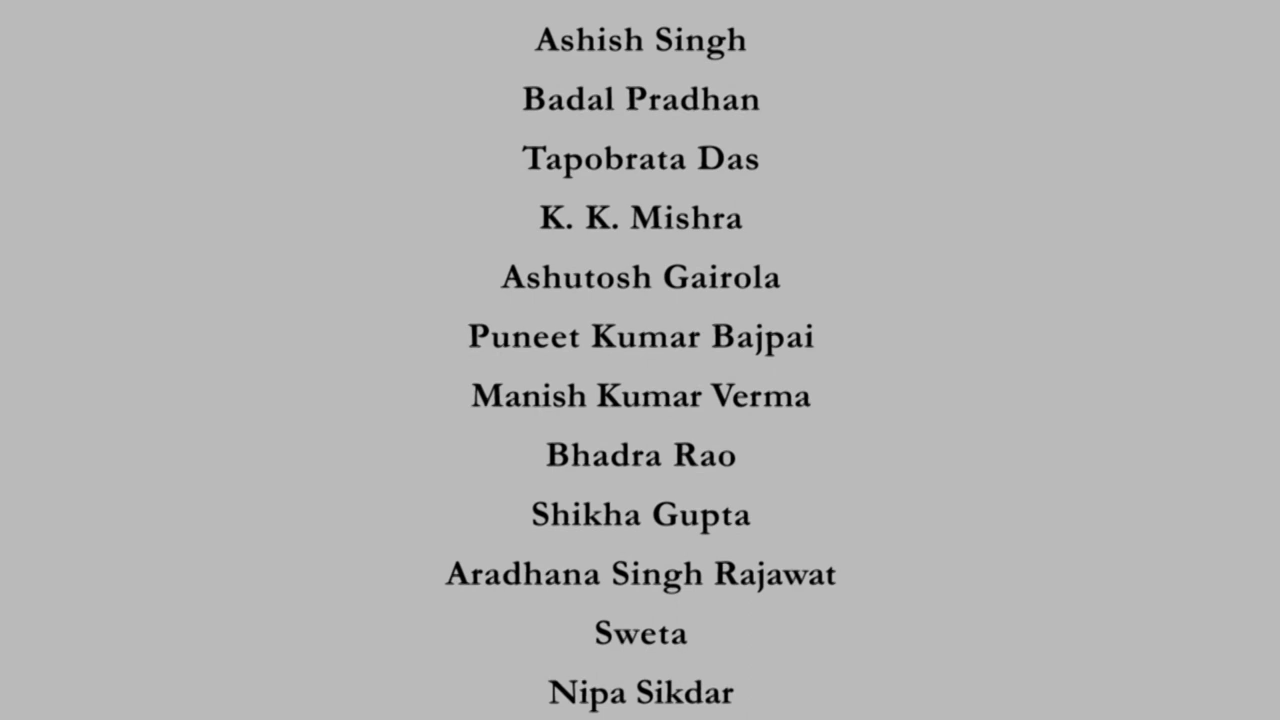 Ashish Singh
Badal Pradhan
Tapobrata Das
K. K. Mishra
Ashutosh Gairola
Puneet Kumar Bajpai
Manish Kumar Verma
Bhadra Rao
Shikha Gupta
Aradhana Singh Rajawat
Sweta
Nipa Sikdar